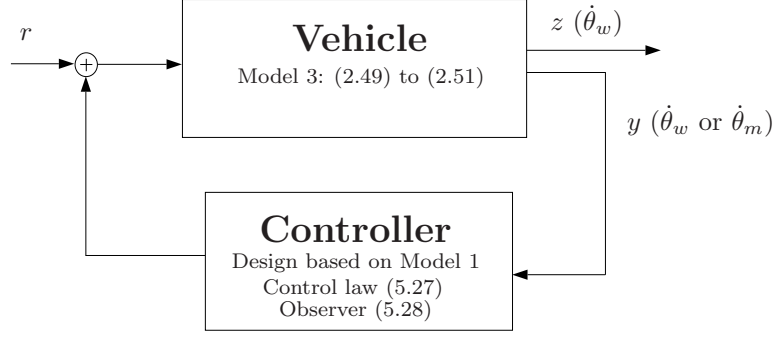 r
+
Vehicle
Model 3: (2.49) to (2.51)
z (θ̇_w)
y (θ̇_w or θ̇_m)
Controller
Design based on Model 1
Control law (5.27)
Observer (5.28)